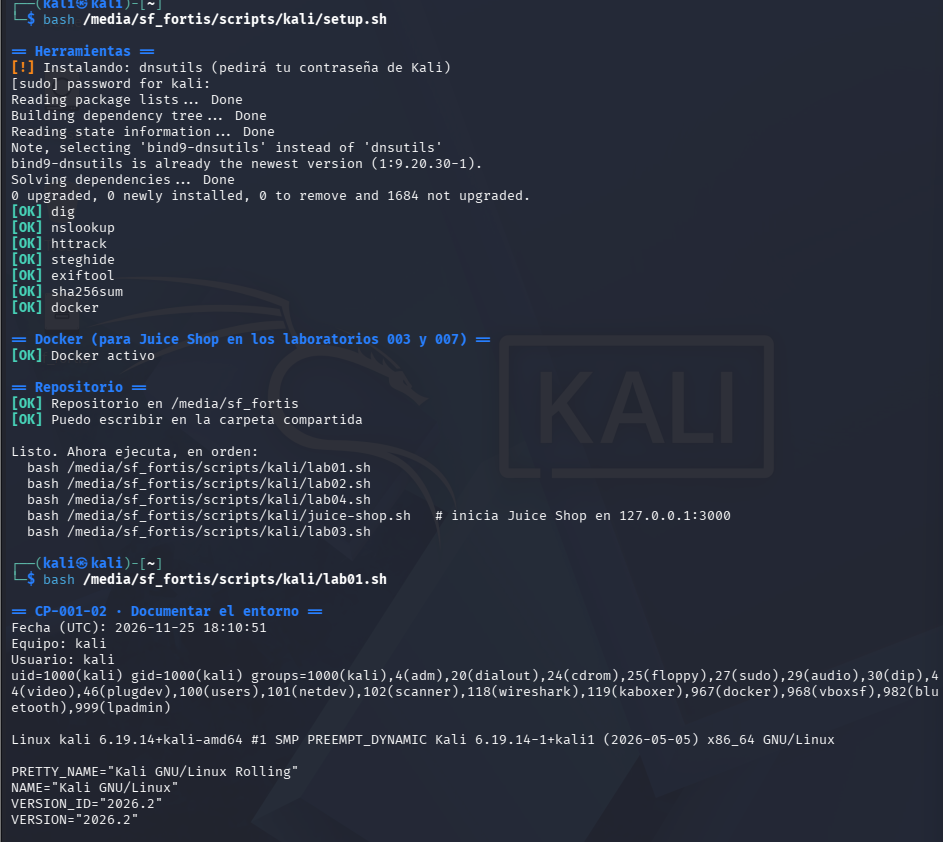 ┌──(kali㉿kali)-[~]
└─$ bash /media/sf_fortis/scripts/kali/setup.sh

══ Herramientas ══
[!] Instalando: dnsutils (pedirá tu contraseña de Kali)
[sudo] password for kali:
Reading package lists... Done
Building dependency tree... Done
Reading state information... Done
Note, selecting 'bind9-dnsutils' instead of 'dnsutils'
bind9-dnsutils is already the newest version (1:9.20.30-1).
Solving dependencies... Done
0 upgraded, 0 newly installed, 0 to remove and 1684 not upgraded.
[OK] dig
[OK] nslookup
[OK] httrack
[OK] steghide
[OK] exiftool
[OK] sha256sum
[OK] docker

══ Docker (para Juice Shop en los laboratorios 003 y 007) ══
[OK] Docker activo

══ Repositorio ══
[OK] Repositorio en /media/sf_fortis
[OK] Puedo escribir en la carpeta compartida

Listo. Ahora ejecuta, en orden:
  bash /media/sf_fortis/scripts/kali/lab01.sh
  bash /media/sf_fortis/scripts/kali/lab02.sh
  bash /media/sf_fortis/scripts/kali/lab04.sh
  bash /media/sf_fortis/scripts/kali/juice-shop.sh   # inicia Juice Shop en 127.0.0.1:3000
  bash /media/sf_fortis/scripts/kali/lab03.sh

┌──(kali㉿kali)-[~]
└─$ bash /media/sf_fortis/scripts/kali/lab01.sh

══ CP-001-02 · Documentar el entorno ══
Fecha (UTC): 2026-11-25 18:10:51
Equipo: kali
Usuario: kali
uid=1000(kali) gid=1000(kali) groups=1000(kali),4(adm),20(dialout),24(cdrom),25(floppy),27(sudo),29(audio),30(dip),4
4(video),46(plugdev),100(users),101(netdev),102(scanner),118(wireshark),119(kaboxer),967(docker),968(vboxsf),982(blu
etooth),999(lpadmin)

Linux kali 6.19.14+kali-amd64 #1 SMP PREEMPT_DYNAMIC Kali 6.19.14-1+kali1 (2026-05-05) x86_64 GNU/Linux

PRETTY_NAME="Kali GNU/Linux Rolling"
NAME="Kali GNU/Linux"
VERSION_ID="2026.2"
VERSION="2026.2"
KALI